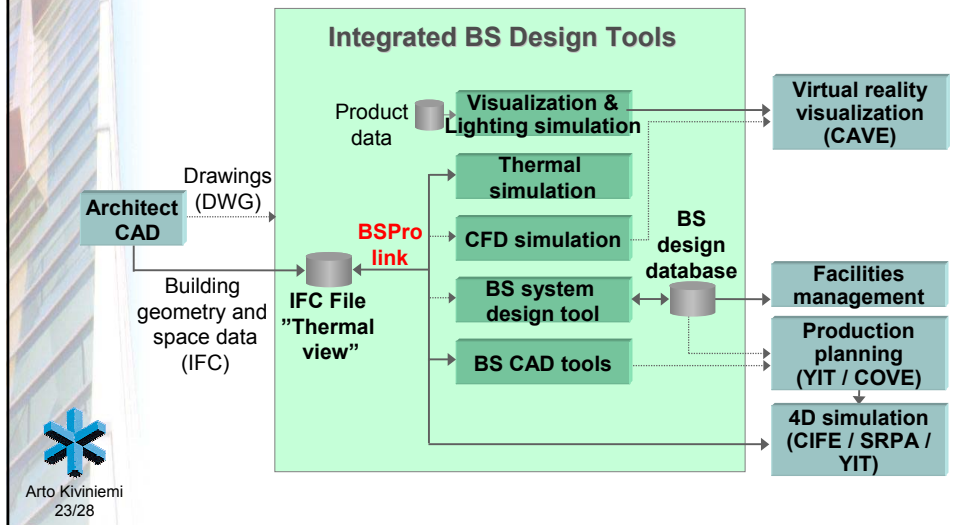 Integrated BS Design Tools
Product
data
Visualization &
Lighting simulation
Virtual reality
visualization
(CAVE)
Thermal
simulation
Drawings
(DWG)
Architect
CAD
BSPro
link
CFD simulation
BS
design
database
Building
geometry and
space data
(IFC)
IFC File
”Thermal
view”
BS system
design tool
Facilities
management
BS CAD tools
Production
planning
(YIT / COVE)
4D simulation
(CIFE / SRPA /
YIT)
Arto Kiviniemi
23/28